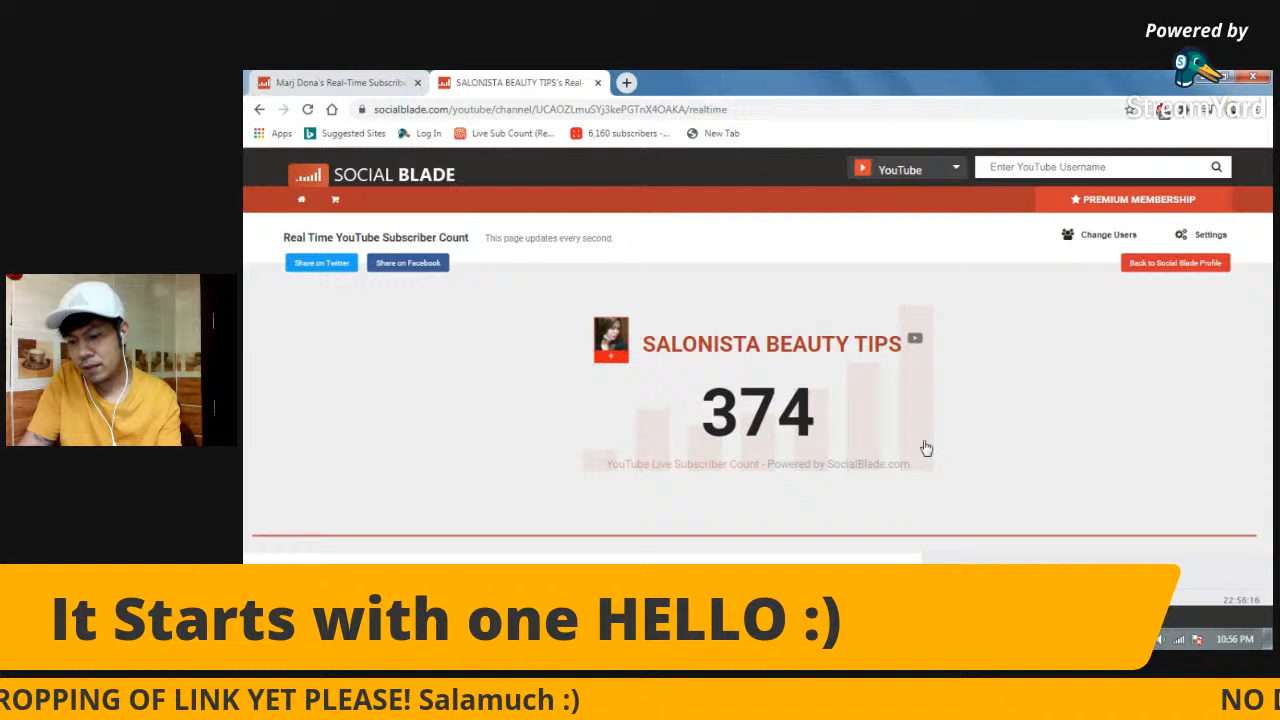 Powered by
StreamYard
Marj Dona's Real-Time Subscribe
SALONISTA BEAUTY TIPS's Real-
socialblade.com/youtube/channel/UCAOZLmuSYj3kePGTnX4OAKA/realtime
Apps Suggested Sites Log In Live Sub Count (Re... 6,160 subscribers -... New Tab
SOCIAL BLADE
YouTube
Enter YouTube Username
PREMIUM MEMBERSHIP
Real Time YouTube Subscriber Count This page updates every second.
Change Users Settings
Share on Twitter Share on Facebook
Back to Social Blade Profile
SALONISTA BEAUTY TIPS
374
YouTube Live Subscriber Count - Powered by SocialBlade.com
22:56:16
10:56 PM
It Starts with one HELLO :)
ROPPING OF LINK YET PLEASE! Salamuch :)
NO D